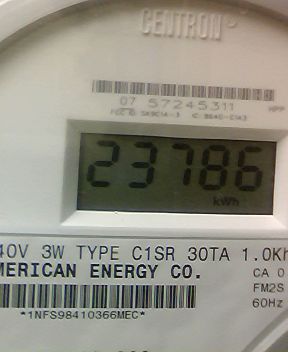 CENTRON
07 57245311
23786
kWh
40V 3W TYPE C1SR 30TA 1.0Kh
MERICAN ENERGY CO.
CA 0
FM2S
60Hz
*1NFS98410366MEC*